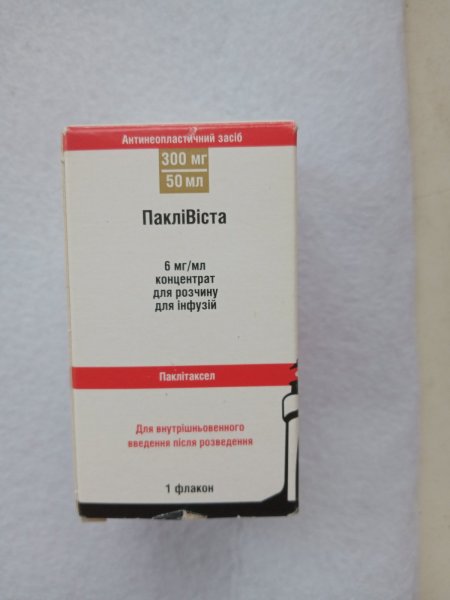 Антинеопластичний засіб
300 мг
50 мл
ПакліВіста
6 мг/мл
концентрат
для розчину
для інфузій
Паклітаксел
Для внутрішньовенного
введення після розведення
1 флакон